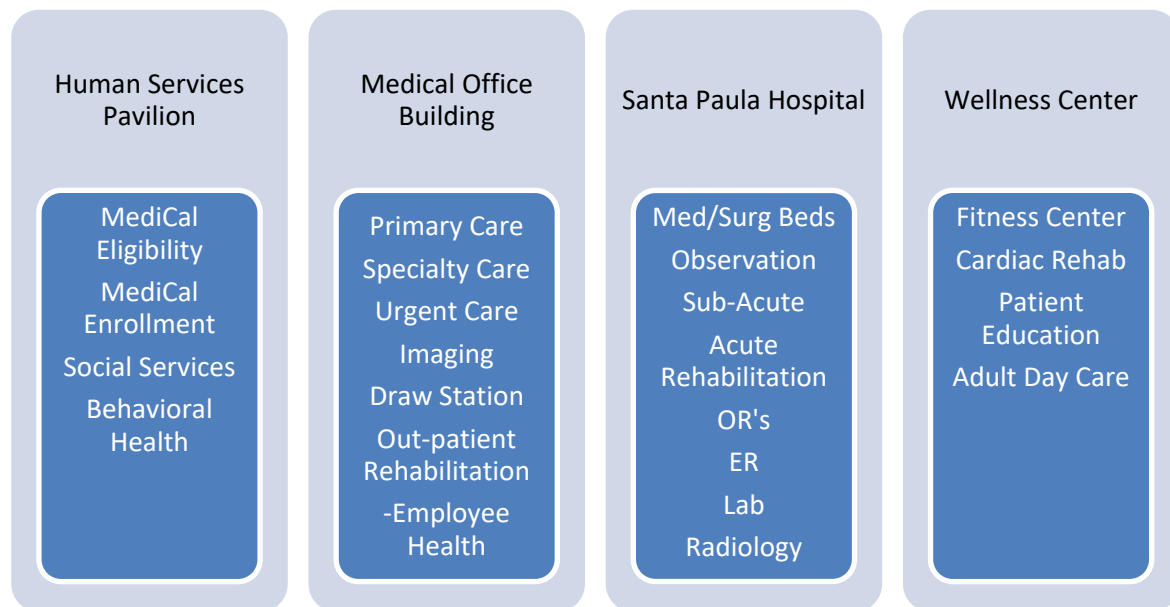 Human Services
Pavilion
MediCal
Eligibility
MediCal
Enrollment
Social Services
Behavioral
Health
Medical Office
Building
Primary Care
Specialty Care
Urgent Care
Imaging
Draw Station
Out-patient
Rehabilitation
-Employee
Health
Santa Paula Hospital
Med/Surg Beds
Observation
Sub-Acute
Acute
Rehabilitation
OR's
ER
Lab
Radiology
Wellness Center
Fitness Center
Cardiac Rehab
Patient
Education
Adult Day Care